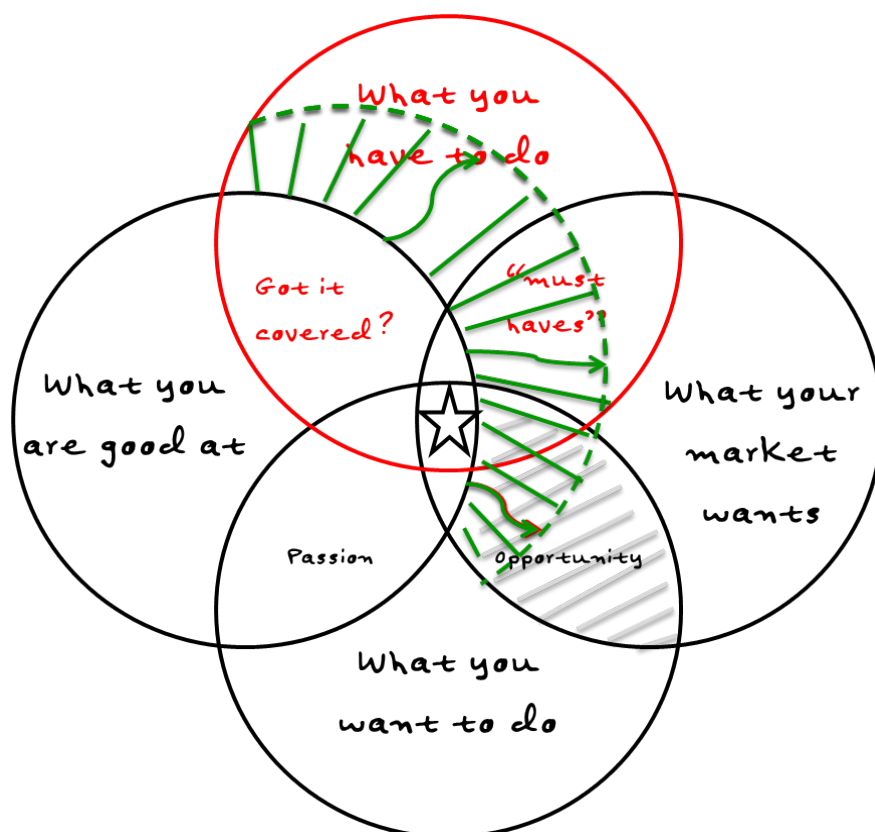 What you
have to do
Got it
covered?
"must
haves"
What you
are good at
What your
market
wants
Passion
Opportunity
What you
want to do